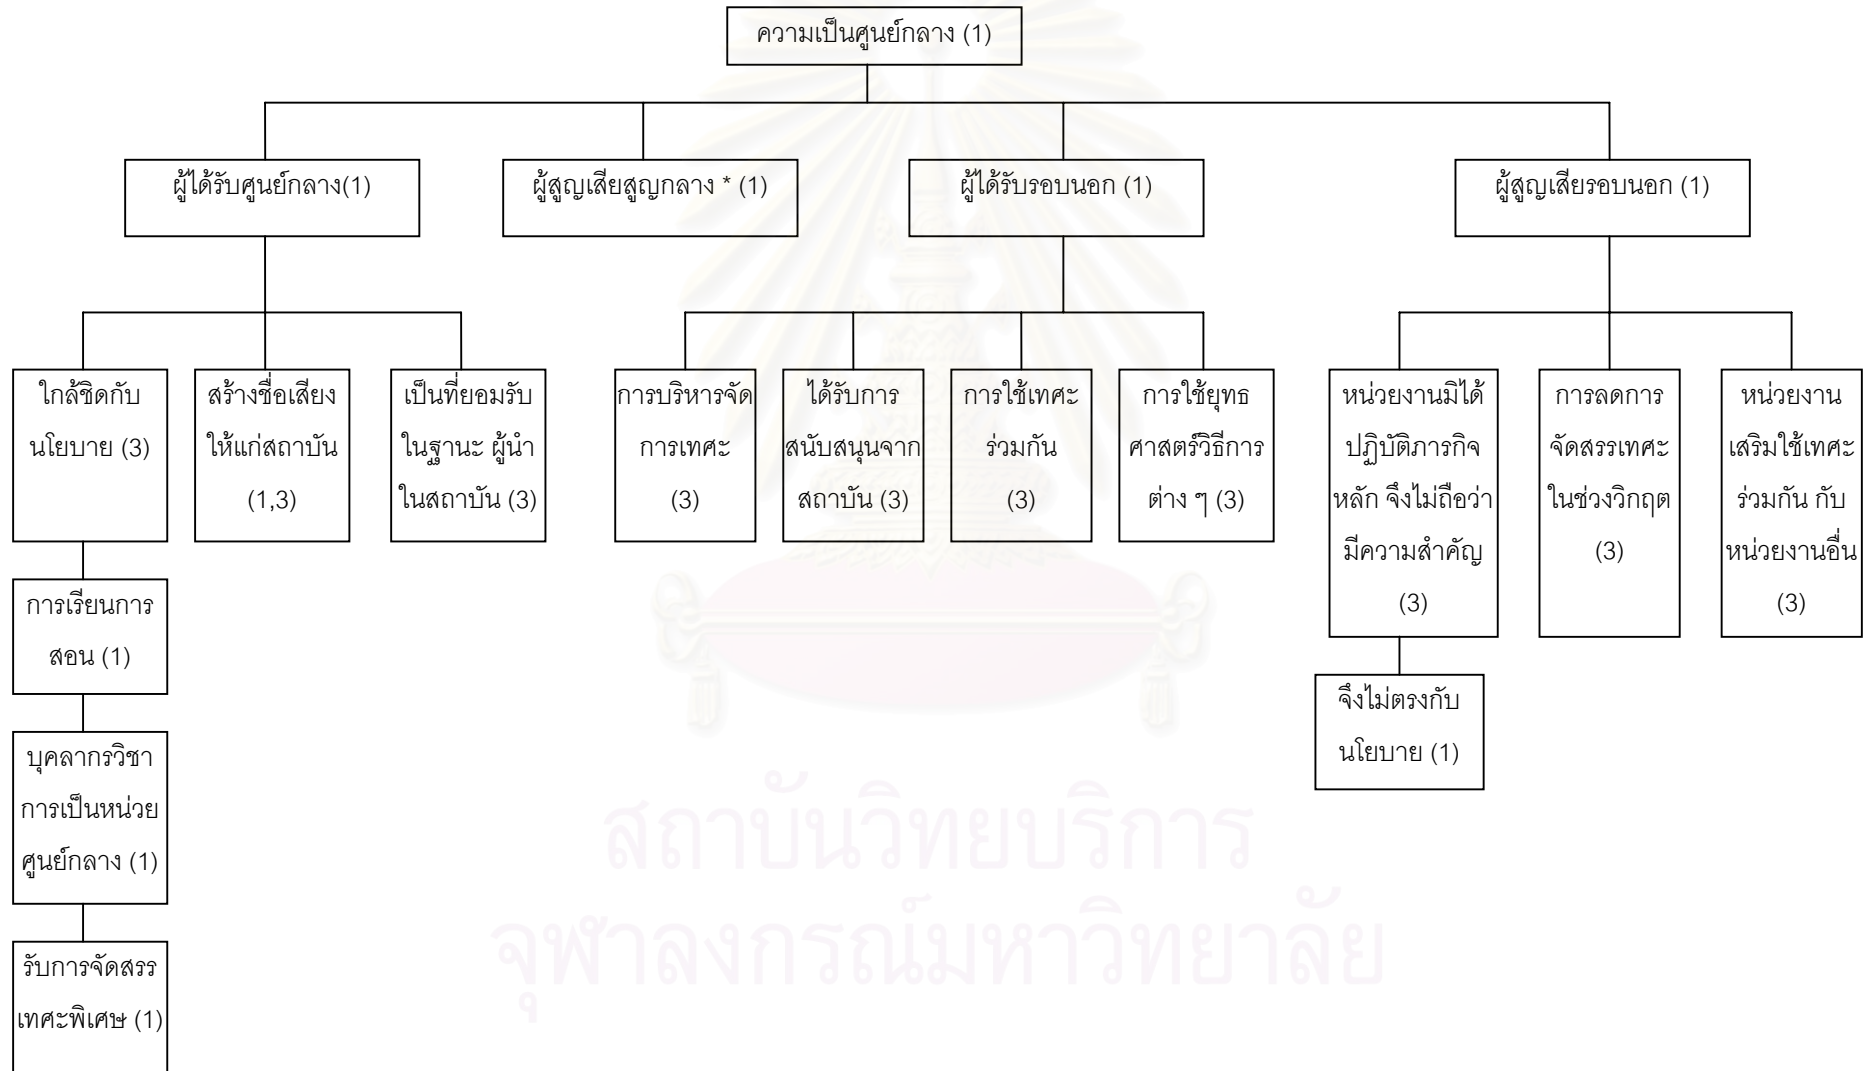 ความเป็นศูนย์กลาง (1)
ผู้ได้รับศูนย์กลาง(1)
ผู้สูญเสียสูญกลาง * (1)
ผู้ได้รับรอบนอก (1)
ผู้สูญเสียรอบนอก (1)
ใกล้ชิดกับ
นโยบาย (3)
สร้างชื่อเสียง
ให้แก่สถาบัน
(1,3)
เป็นที่ยอมรับ
ในฐานะ ผู้นำ
ในสถาบัน (3)
การบริหารจัด
การเทศะ
(3)
ได้รับการ
สนับสนุนจาก
สถาบัน (3)
การใช้เทศะ
ร่วมกัน
(3)
การใช้ยุทธ
ศาสตร์วิธีการ
ต่าง ๆ (3)
หน่วยงานมิได้
ปฏิบัติภารกิจ
หลัก จึงไม่ถือว่า
มีความสำคัญ
(3)
การลดการ
จัดสรรเทศะ
ในช่วงวิกฤต
(3)
หน่วยงาน
เสริมใช้เทศะ
ร่วมกัน กับ
หน่วยงานอื่น
(3)
การเรียนการ
สอน (1)
บุคลากรวิชา
การเป็นหน่วย
ศูนย์กลาง (1)
รับการจัดสรร
เทศะพิเศษ (1)
จึงไม่ตรงกับ
นโยบาย (1)
สถาบันวิทยบริการ
จุฬาลงกรณ์มหาวิทยาลัย